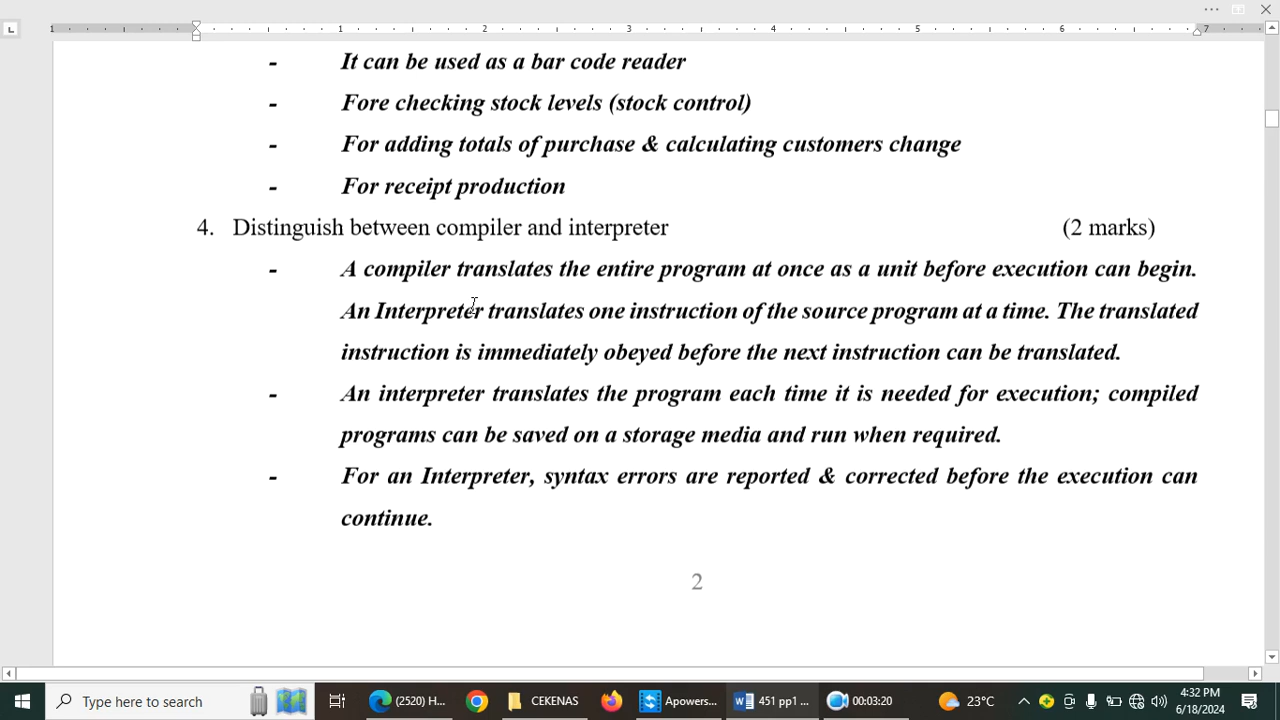 - It can be used as a bar code reader
- Fore checking stock levels (stock control)
- For adding totals of purchase & calculating customers change
- For receipt production
4. Distinguish between compiler and interpreter (2 marks)
- A compiler translates the entire program at once as a unit before execution can begin.
An Interpreter translates one instruction of the source program at a time. The translated
instruction is immediately obeyed before the next instruction can be translated.
- An interpreter translates the program each time it is needed for execution; compiled
programs can be saved on a storage media and run when required.
- For an Interpreter, syntax errors are reported & corrected before the execution can
continue.
2
Type here to search
(2520) H...
CEKENAS
Apowers...
451 pp1 ...
00:03:20
23°C
4:32 PM
6/18/2024